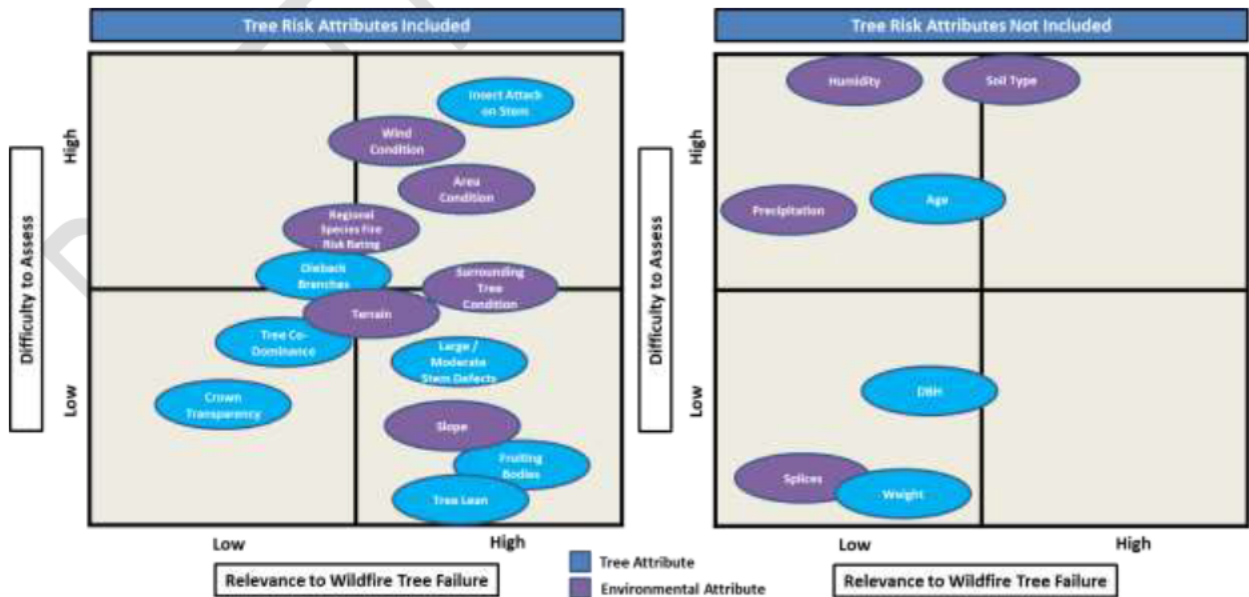 Tree Risk Attributes Included
Difficulty to Assess
High
Low
Insect Attack
on Stem
Wind
Condition
Area
Condition
Regional
Species Fire
Risk Rating
Dieback
Branches
Surrounding
Tree
Condition
Terrain
Tree Co-
Dominance
Large /
Moderate
Stem Defects
Crown
Transparency
Slope
Fruiting
Bodies
Tree Lean
Low
High
Relevance to Wildfire Tree Failure
Tree Attribute
Environmental Attribute
Tree Risk Attributes Not Included
Difficulty to Assess
High
Low
Humidity
Soil Type
Precipitation
Age
DBH
Splices
Weight
Low
High
Relevance to Wildfire Tree Failure